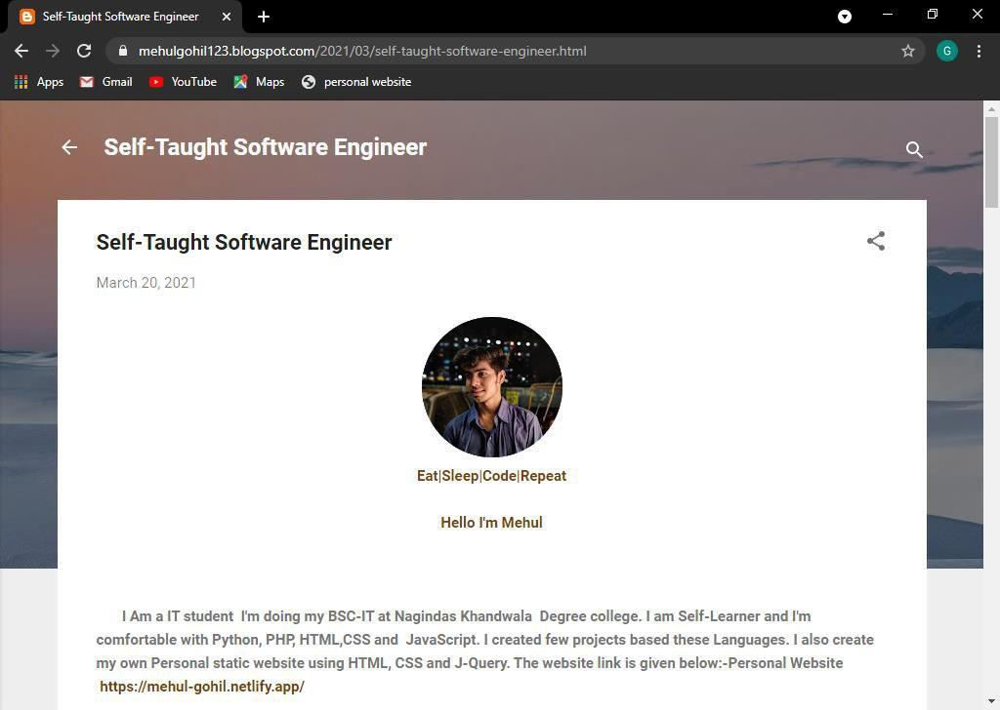 Self-Taught Software Engineer
mehulgohil123.blogspot.com/2021/03/self-taught-software-engineer.html
G
Apps Gmail YouTube Maps personal website
Self-Taught Software Engineer
Self-Taught Software Engineer
March 20, 2021
Eat|Sleep|Code|Repeat
Hello I'm Mehul
I Am a IT student I'm doing my BSC-IT at Nagindas Khandwala Degree college. I am Self-Learner and I'm
comfortable with Python, PHP, HTML,CSS and JavaScript. I created few projects based these Languages. I also create
my own Personal static website using HTML, CSS and J-Query. The website link is given below:-Personal Website
https://mehul-gohil.netlify.app/